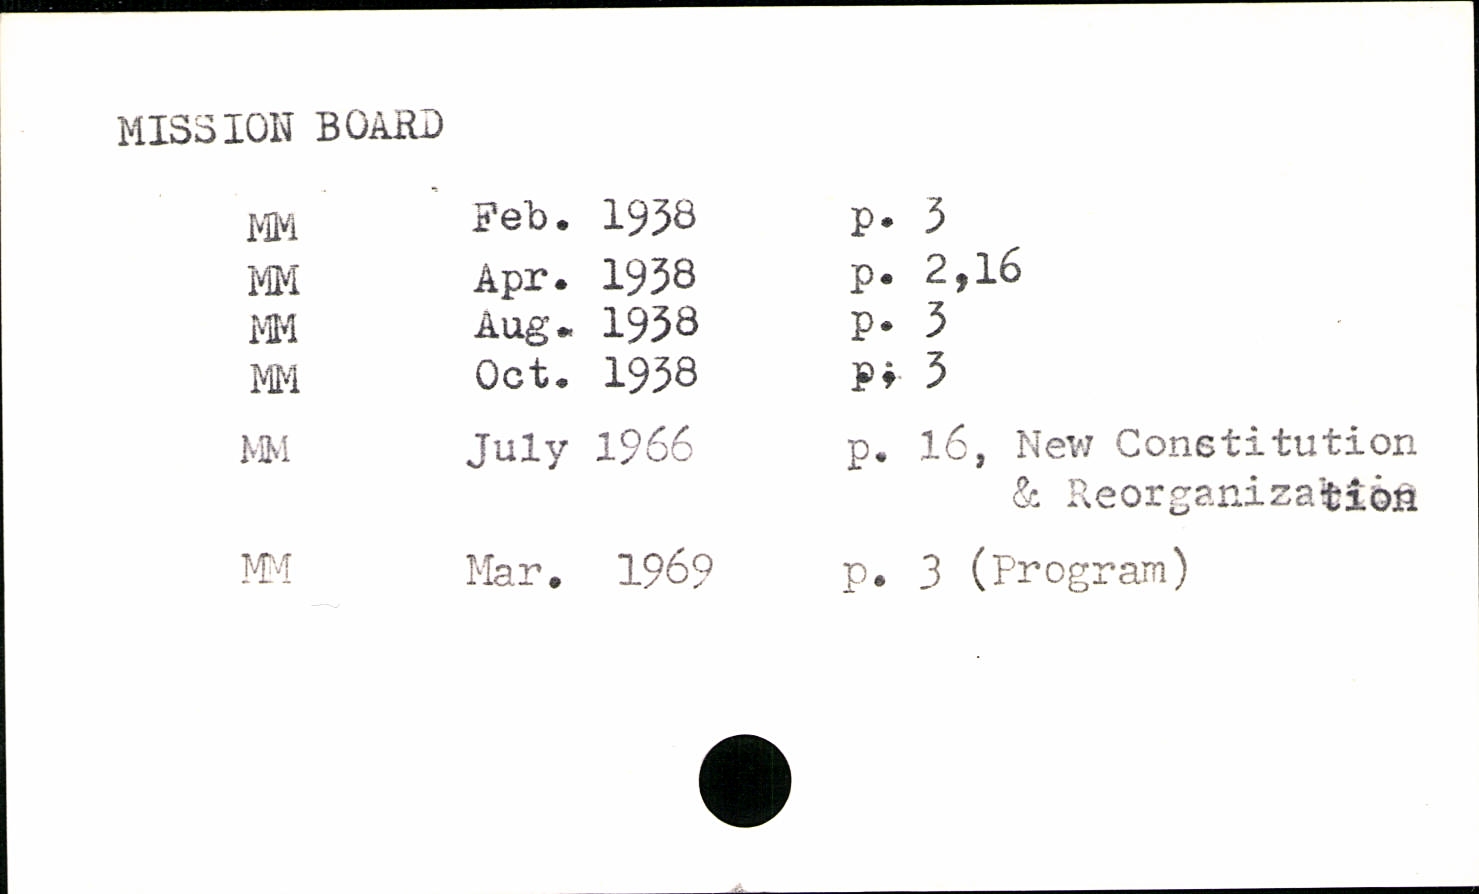 MISSION BOARD
MM Feb. 1938 p. 3
MM Apr. 1938 p. 2,16
MM Aug. 1938 p. 3
MM Oct. 1938 p; 3
MM July 1966 p. 16, New Constitution
& Reorganization
MM Mar. 1969 p. 3 (Program)